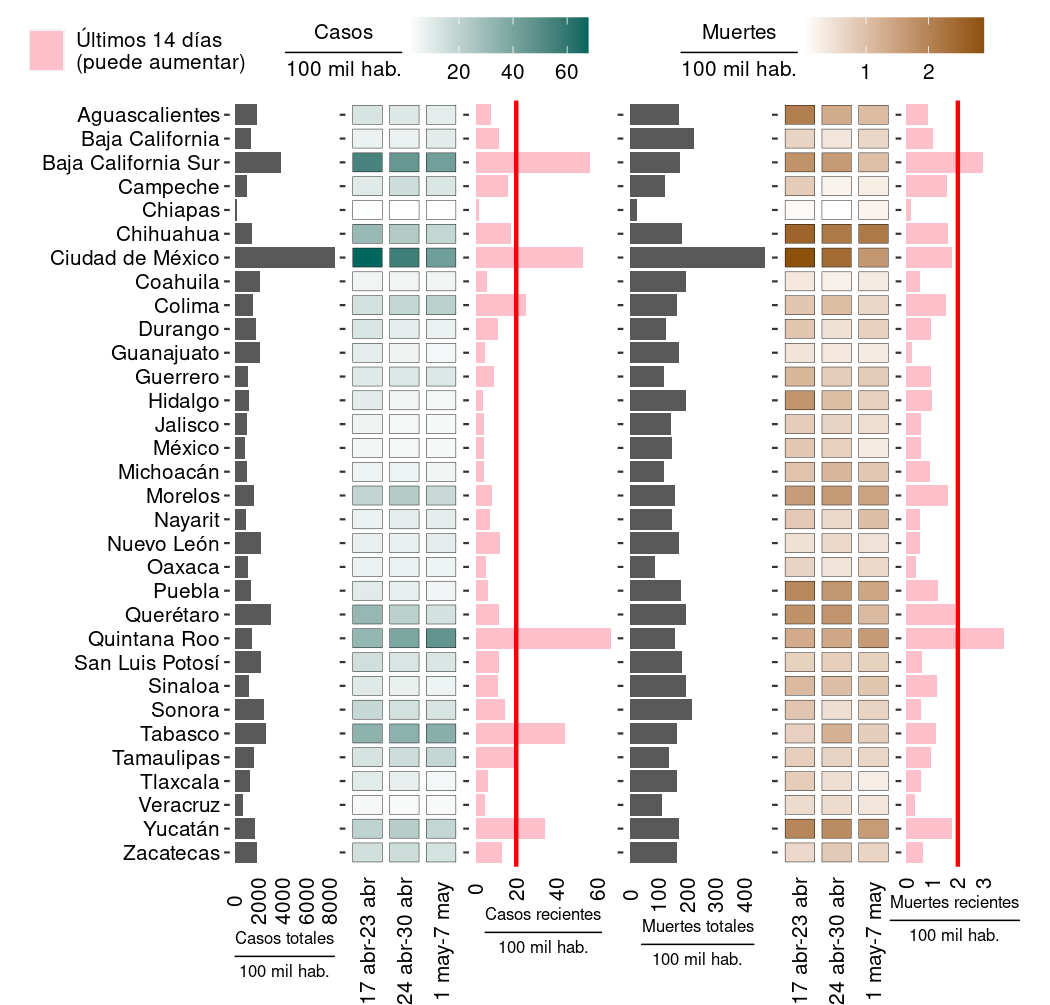 Últimos 14 días
(puede aumentar)
Casos
100 mil hab.
20 40 60
Muertes
100 mil hab.
1 2
Aguascalientes
Baja California
Baja California Sur
Campeche
Chiapas
Chihuahua
Ciudad de México
Coahuila
Colima
Durango
Guanajuato
Guerrero
Hidalgo
Jalisco
México
Michoacán
Morelos
Nayarit
Nuevo León
Oaxaca
Puebla
Querétaro
Quintana Roo
San Luis Potosí
Sinaloa
Sonora
Tabasco
Tamaulipas
Tlaxcala
Veracruz
Yucatán
Zacatecas
0 2000 4000 6000 8000
Casos totales
100 mil hab.
17 abr-23 abr
24 abr-30 abr
1 may-7 may
0 20 40 60
Casos recientes
100 mil hab.
0 100 200 300 400
Muertes totales
100 mil hab.
17 abr-23 abr
24 abr-30 abr
1 may-7 may
0 1 2 3
Muertes recientes
100 mil hab.